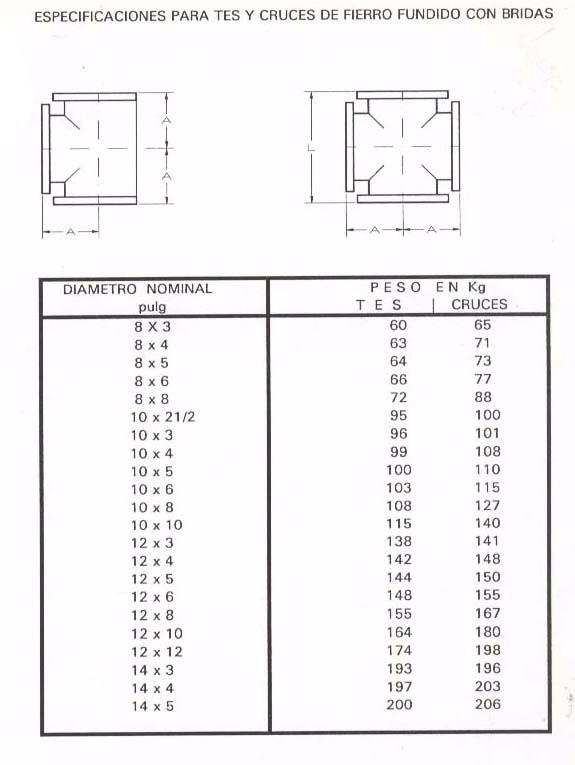 ESPECIFICACIONES PARA TES Y CRUCES DE FIERRO FUNDIDO CON BRIDAS
A
A
A
L
A
A
DIAMETRO NOMINAL
pulg
PESO EN Kg
TES | CRUCES
8 X 3 60 65
8 x 4 63 71
8 x 5 64 73
8 x 6 66 77
8 x 8 72 88
10 x 21/2 95 100
10 x 3 96 101
10 x 4 99 108
10 x 5 100 110
10 x 6 103 115
10 x 8 108 127
10 x 10 115 140
12 x 3 138 141
12 x 4 142 148
12 x 5 144 150
12 x 6 148 155
12 x 8 155 167
12 x 10 164 180
12 x 12 174 198
14 x 3 193 196
14 x 4 197 203
14 x 5 200 206